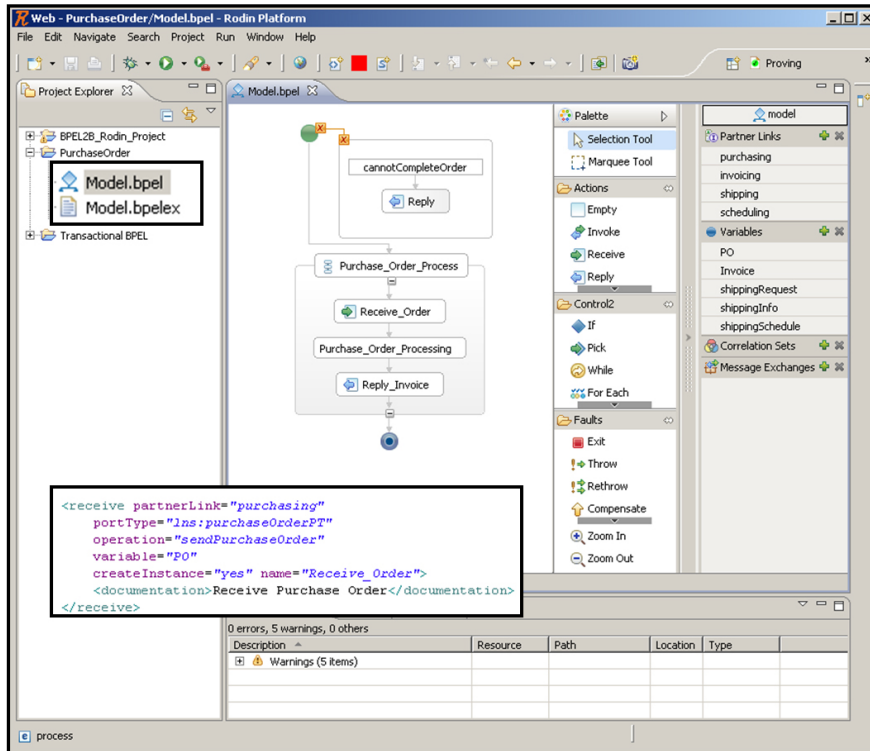 Web - PurchaseOrder/Model.bpel - Rodin Platform
File Edit Navigate Search Project Run Window Help
Proving
Project Explorer
Model.bpel
BPEL2B_Rodin_Project
PurchaseOrder
Model.bpel
Model.bpelex
Transactional BPEL
cannotCompleteOrder
Reply
Purchase_Order_Process
Receive_Order
Purchase_Order_Processing
Reply_Invoice
Palette
Selection Tool
Marquee Tool
Actions
Empty
Invoke
Receive
Reply
Control2
If
Pick
While
For Each
Faults
Exit
Throw
Rethrow
Compensate
Zoom In
Zoom Out
model
Partner Links
purchasing
invoicing
shipping
scheduling
Variables
PO
Invoice
shippingRequest
shippingInfo
shippingSchedule
Correlation Sets
Message Exchanges
<receive partnerLink="purchasing"
portType="lns:purchaseOrderPT"
operation="sendPurchaseOrder"
variable="PO"
createInstance="yes" name="Receive_Order">
<documentation>Receive Purchase Order</documentation>
</receive>
0 errors, 5 warnings, 0 others
Description Resource Path Location Type
Warnings (5 items)
process